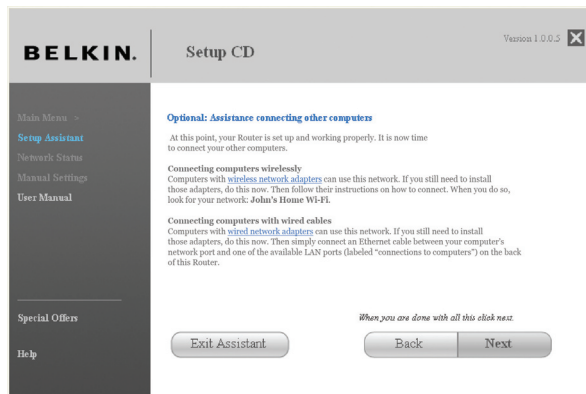 BELKIN.
Setup CD
Version 1.0.0.5
Main Menu >
Setup Assistant
Network Status
Manual Settings
User Manual
Special Offers
Help
Optional: Assistance connecting other computers
At this point, your Router is set up and working properly. It is now time
to connect your other computers.
Connecting computers wirelessly
Computers with wireless network adapters can use this network. If you still need to install
those adapters, do this now. Then follow their instructions on how to connect. When you do so,
look for your network: John's Home Wi-Fi.
Connecting computers with wired cables
Computers with wired network adapters can use this network. If you still need to install
those adapters, do this now. Then simply connect an Ethernet cable between your computer's
network port and one of the available LAN ports (labeled “connections to computers”) on the back
of this Router.
When you are done with all this click next.
Exit Assistant
Back
Next